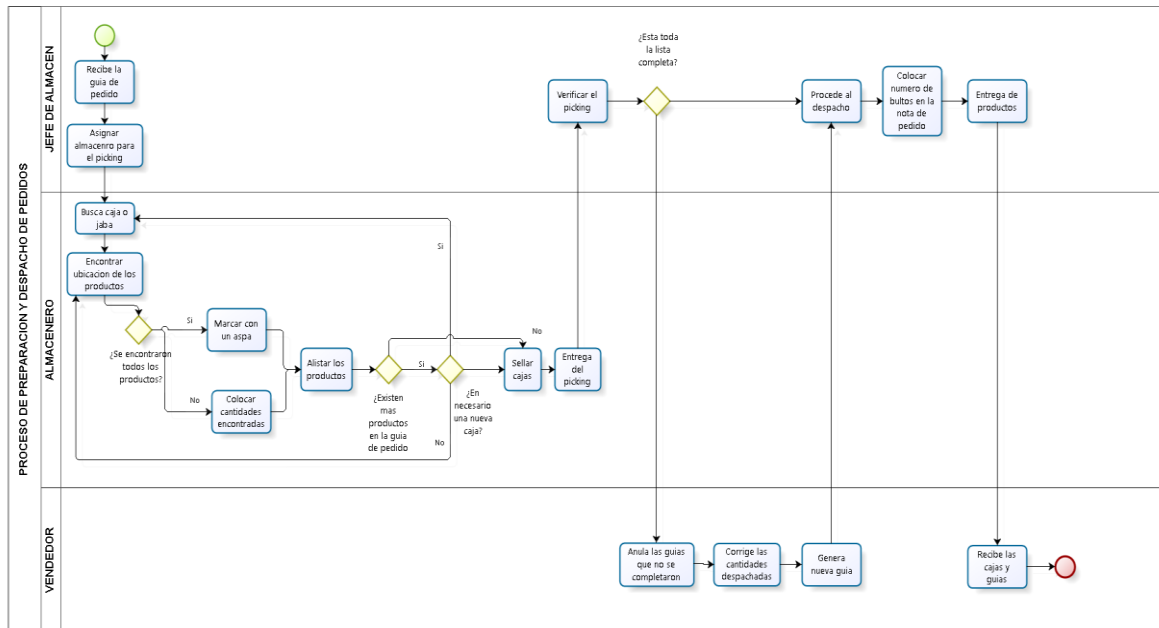 PROCESO DE PREPARACION Y DESPACHO DE PEDIDOS
JEFE DE ALMACEN
Recibe la
guia de
pedido
Asignar
almacenro para
el picking
Verificar el
picking
¿Esta toda
la lista
completa?
Procede al
despacho
Colocar
numero de
bultos en la
nota de
pedido
Entrega de
productos
ALMACENERO
Busca caja o
jaba
Encontrar
ubicacion de los
productos
¿Se encontraron
todos los
productos?
Si
Marcar con
un aspa
No
Colocar
cantidades
encontradas
Alistar los
productos
¿Existen
mas
productos
en la guia
de pedido
Si
No
¿En
necesario
una nueva
caja?
Si
No
Sellar
cajas
Entrega
del
picking
VENDEDOR
Anula las guias
que no se
completaron
Corrige las
cantidades
despachadas
Genera
nueva guia
Recibe las
cajas y
guias